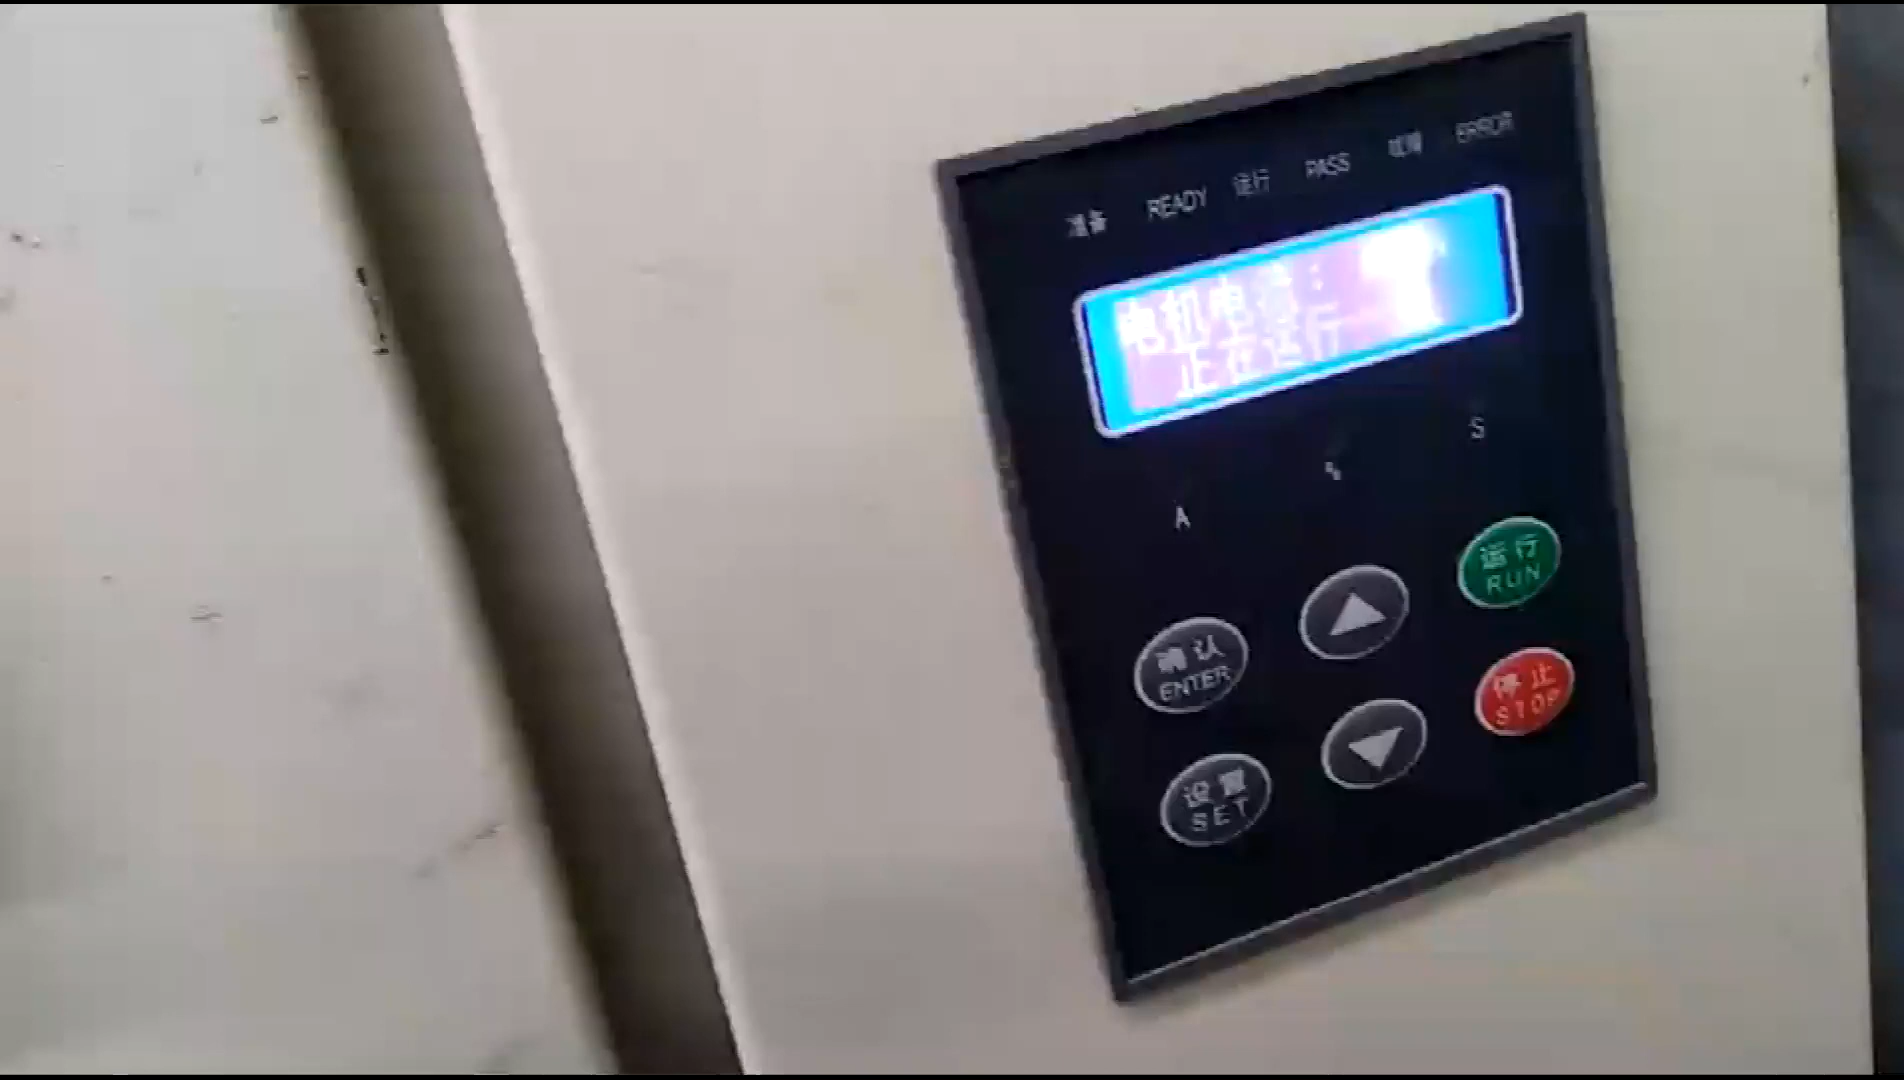 准备 READY 运行 PASS 故障 ERROR
电机电流:
正在运行
A % S
运行
RUN
确认
ENTER
停止
STOP
设置
SET